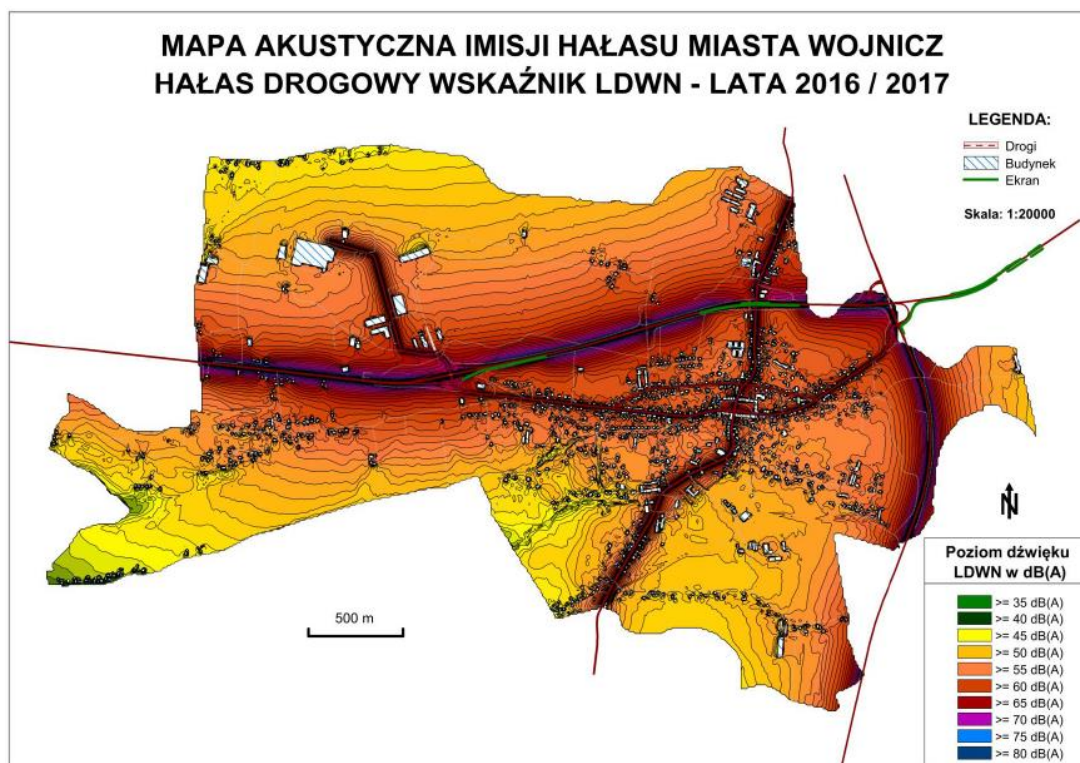 MAPA AKUSTYCZNA IMISJI HAŁASU MIASTA WOJNICZ
HAŁAS DROGOWY WSKAŹNIK LDWN - LATA 2016 / 2017
LEGENDA:
Drogi
Budynek
Ekran
Skala: 1:20000
N
500 m
Poziom dźwięku
LDWN w dB(A)
>= 35 dB(A)
>= 40 dB(A)
>= 45 dB(A)
>= 50 dB(A)
>= 55 dB(A)
>= 60 dB(A)
>= 65 dB(A)
>= 70 dB(A)
>= 75 dB(A)
>= 80 dB(A)